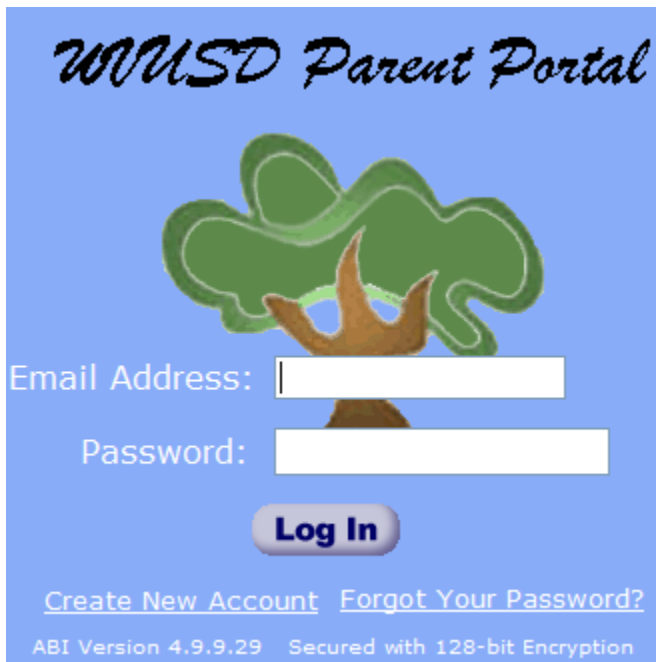 WVUSD Parent Portal
Email Address:
Password:
Log In
Create New Account Forgot Your Password?
ABI Version 4.9.9.29 Secured with 128-bit Encryption